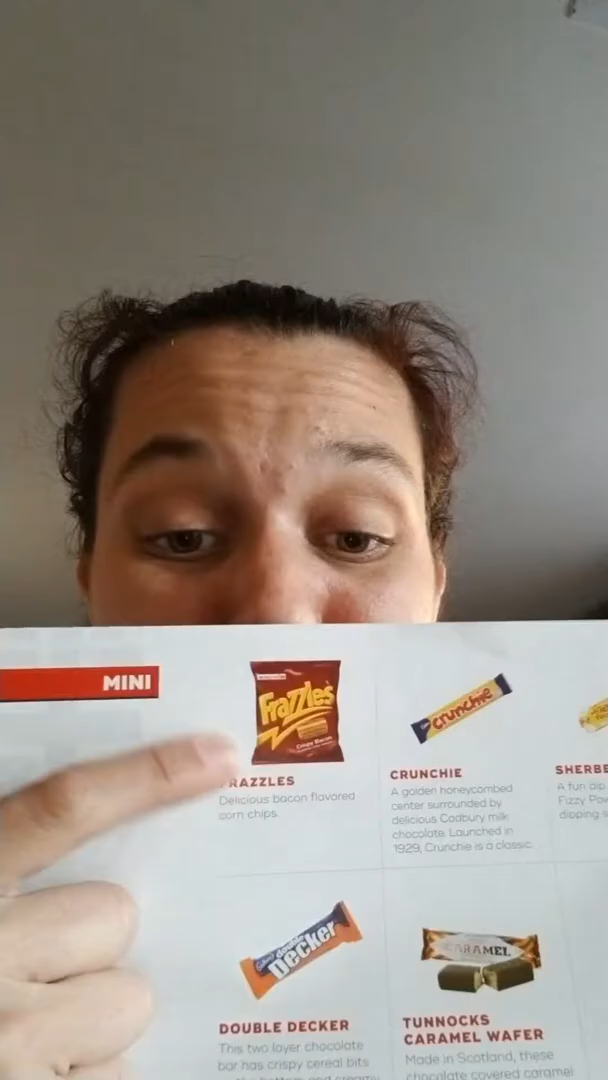 MINI
Frazzles
Crispy Bacon
FRAZZLES
Delicious bacon flavored
corn chips.
crunchie
CRUNCHIE
A golden honeycombed
center surrounded by
delicious Cadbury milk
chocolate. Launched in
1929, Crunchie is a classic.
SHERBE
A fun dip
Fizzy Pow
dipping s
double
Decker
DOUBLE DECKER
This two layer chocolate
bar has crispy cereal bits
CARAMEL
TUNNOCKS
CARAMEL WAFER
Made in Scotland, these
chocolate covered caramel